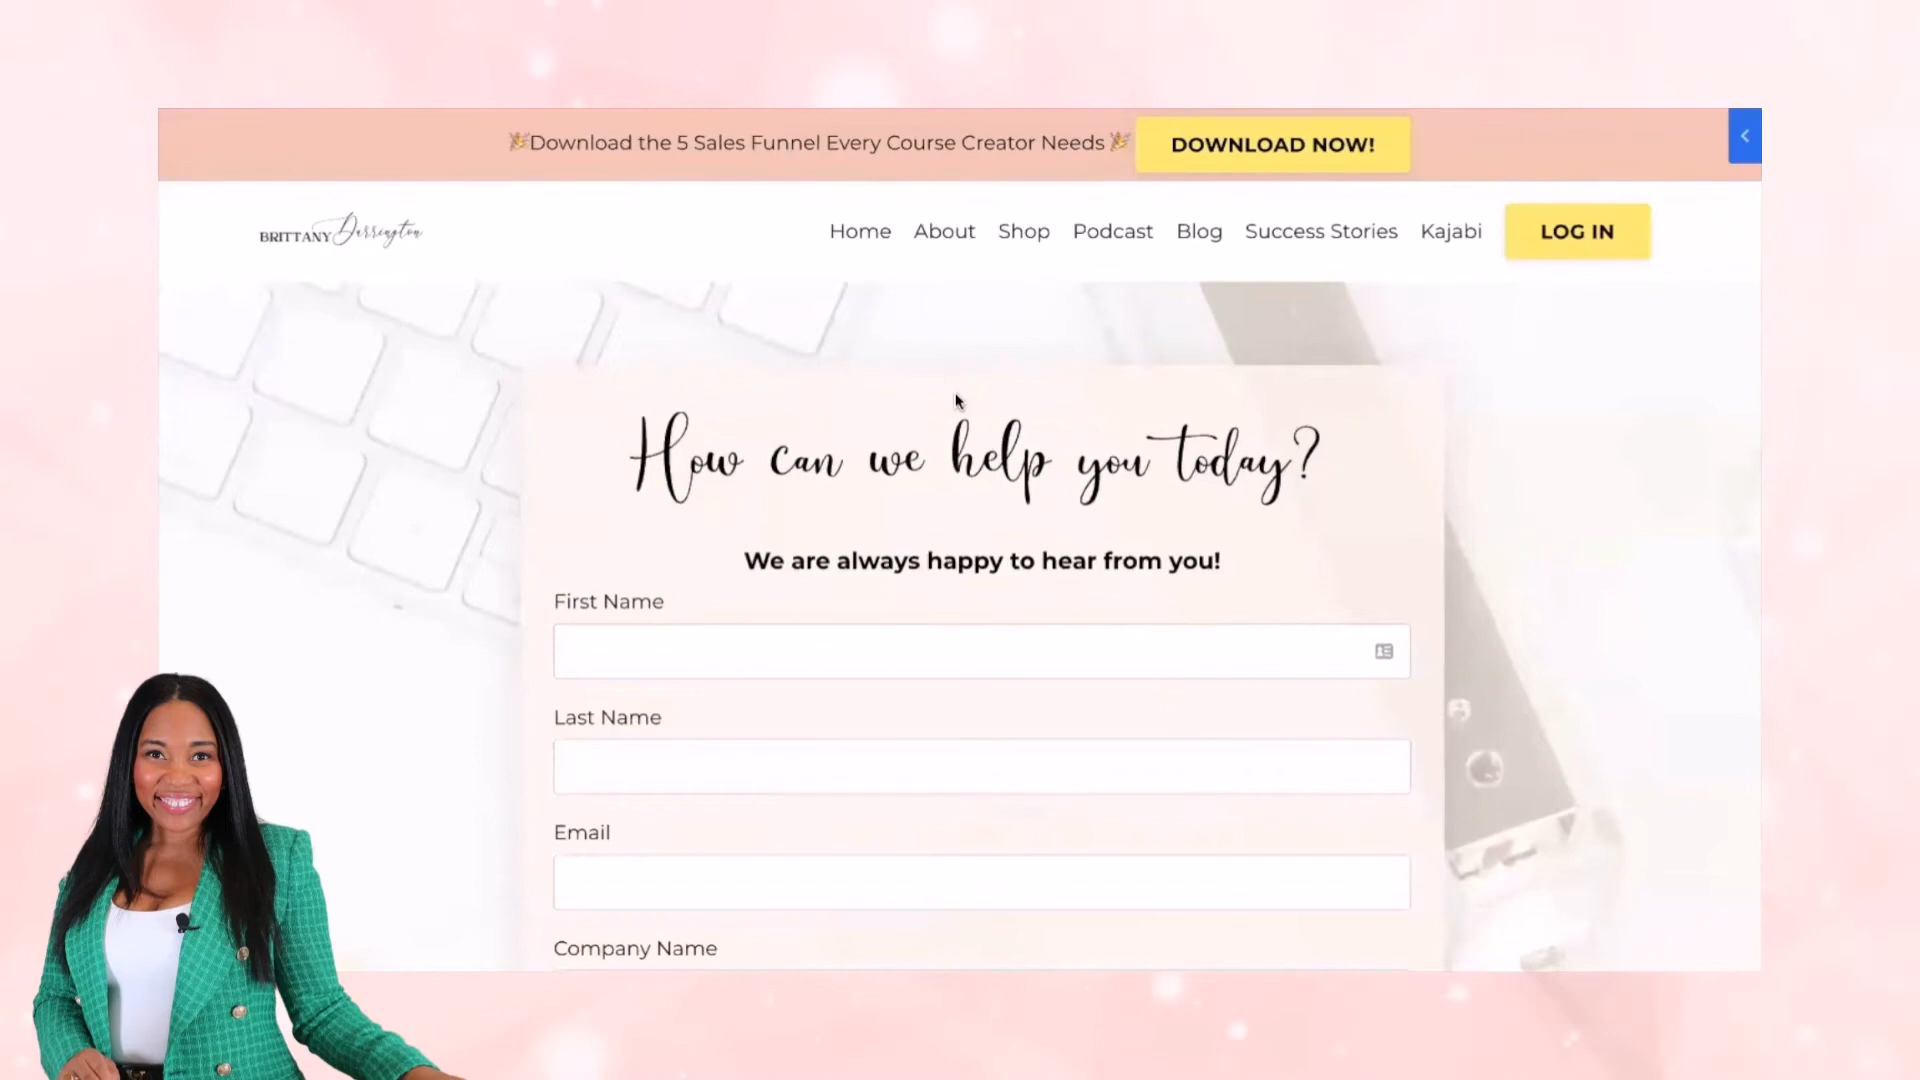 🎉Download the 5 Sales Funnel Every Course Creator Needs 🎉 DOWNLOAD NOW!
BRITTANY Darrington
Home About Shop Podcast Blog Success Stories Kajabi LOG IN
How can we help you today?
We are always happy to hear from you!
First Name
Last Name
Email
Company Name